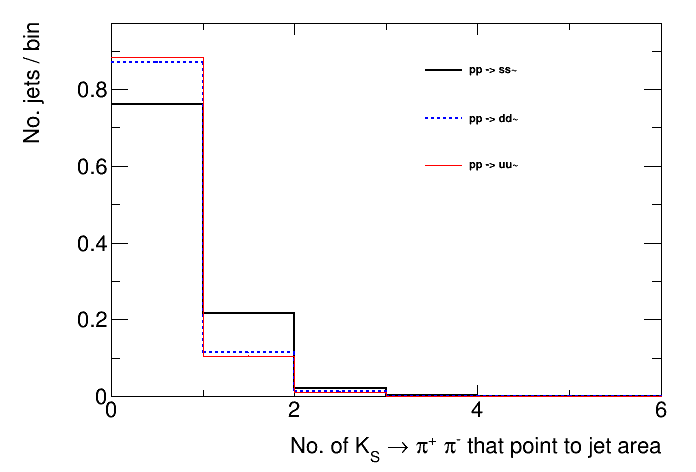 No. jets / bin
0.8
0.6
0.4
0.2
0
0 2 4 6
pp -> ss~
pp -> dd~
pp -> uu~
No. of K_S → π⁺ π⁻ that point to jet area